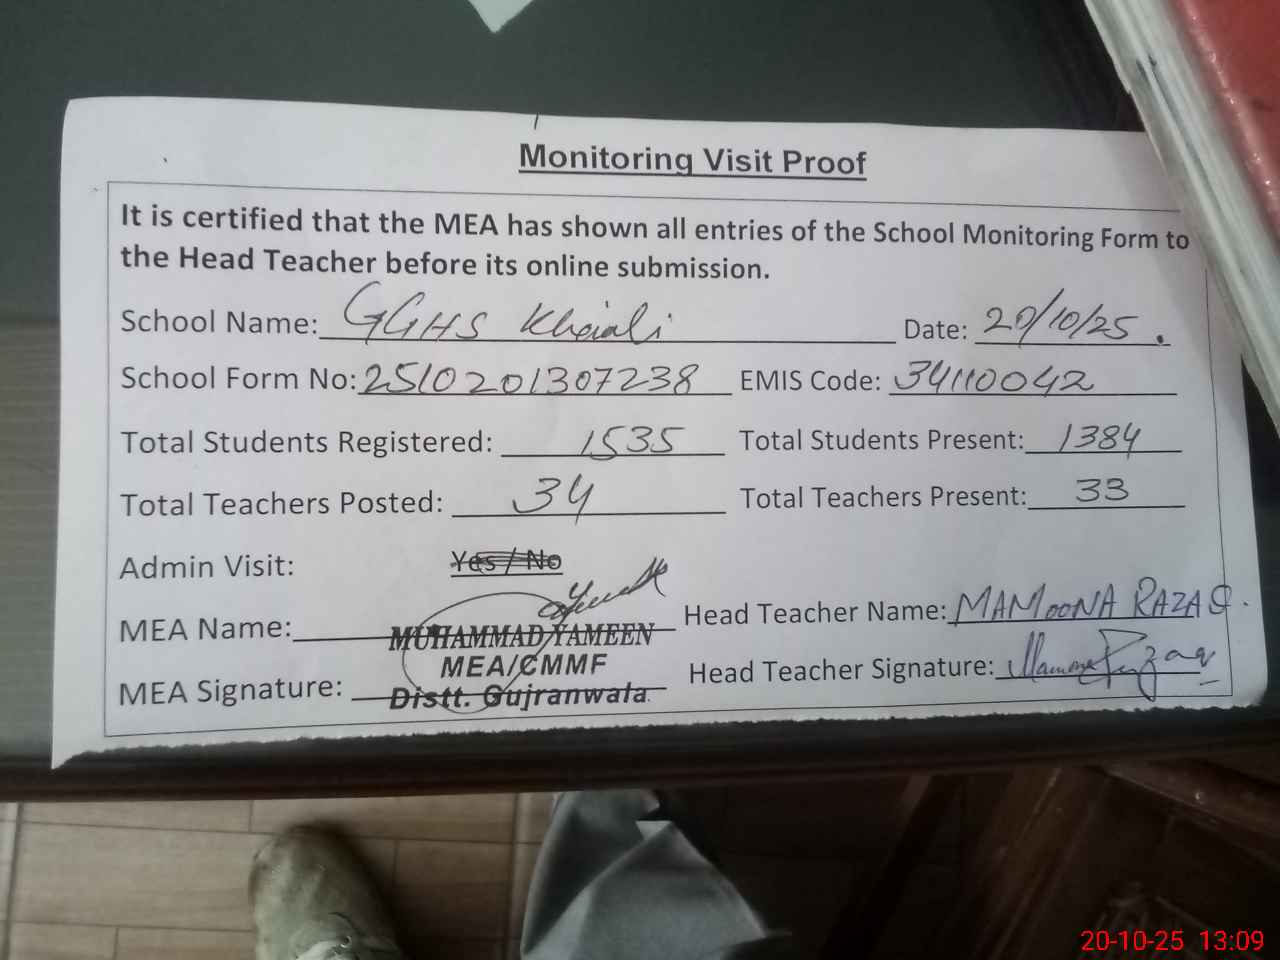 Monitoring Visit Proof
It is certified that the MEA has shown all entries of the School Monitoring Form to
the Head Teacher before its online submission.
School Name: GGHS Khaiali Date: 20/10/25.
School Form No: 2510201307238 EMIS Code: 34110042
Total Students Registered: 1535 Total Students Present: 1384
Total Teachers Posted: 34 Total Teachers Present: 33
Admin Visit: Yes / No
MEA Name: MUHAMMAD YAMEEN Head Teacher Name: MAMOONA RAZAQ.
MEA/CMMF
MEA Signature: Distt. Gujranwala Head Teacher Signature: Mamoona Razaq
20-10-25 13:09